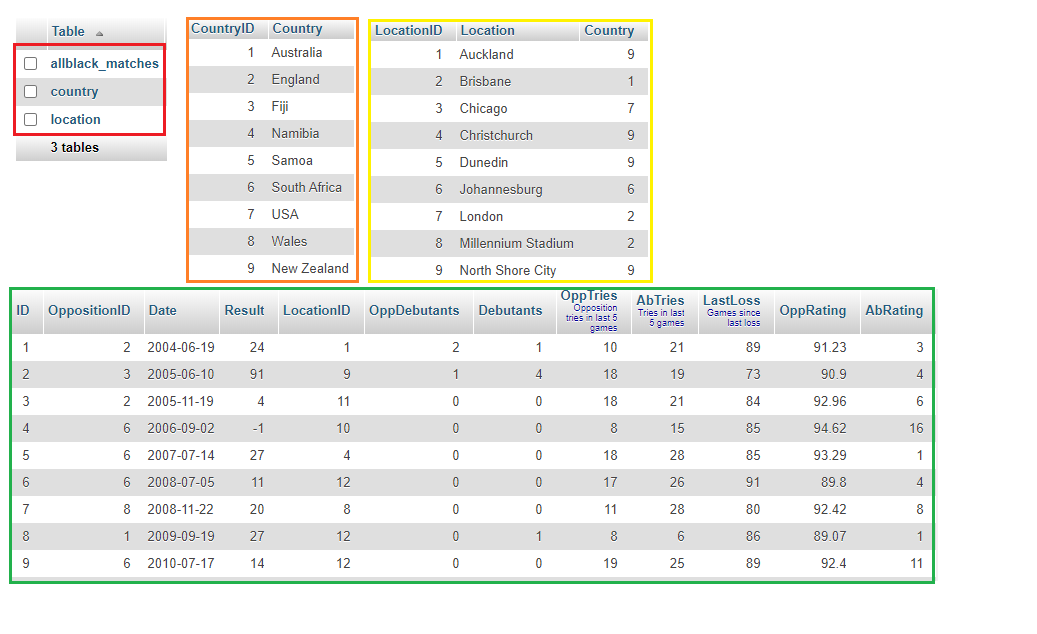 Table
allblack_matches
country
location
3 tables
CountryID Country
1 Australia
2 England
3 Fiji
4 Namibia
5 Samoa
6 South Africa
7 USA
8 Wales
9 New Zealand
LocationID Location Country
1 Auckland 9
2 Brisbane 1
3 Chicago 7
4 Christchurch 9
5 Dunedin 9
6 Johannesburg 6
7 London 2
8 Millennium Stadium 2
9 North Shore City 9
ID OppositionID Date Result LocationID OppDebutants Debutants OppTries Opposition tries in last 5 games AbTries Tries in last 5 games LastLoss Games since last loss OppRating AbRating
1 2 2004-06-19 24 1 2 1 10 21 89 91.23 3
2 3 2005-06-10 91 9 1 4 18 19 73 90.9 4
3 2 2005-11-19 4 11 0 0 18 21 84 92.96 6
4 6 2006-09-02 -1 10 0 0 8 15 85 94.62 16
5 6 2007-07-14 27 4 0 0 18 28 85 93.29 1
6 6 2008-07-05 11 12 0 0 17 26 91 89.8 4
7 8 2008-11-22 20 8 0 0 11 28 80 92.42 8
8 1 2009-09-19 27 12 0 1 8 6 86 89.07 1
9 6 2010-07-17 14 12 0 0 19 25 89 92.4 11